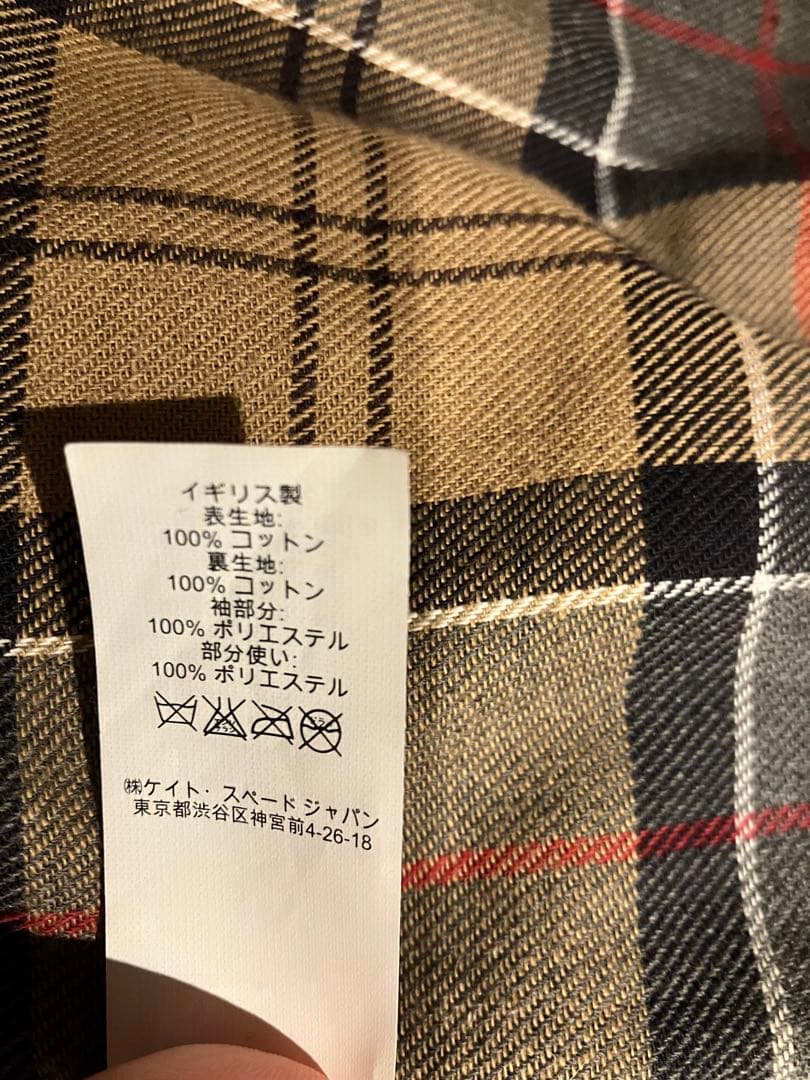 イギリス製
表生地:
100% コットン
裏生地:
100% コットン
袖部分:
100% ポリエステル
部分使い:
100% ポリエステル
㈱ケイト・スペード ジャパン
東京都渋谷区神宮前4-26-18